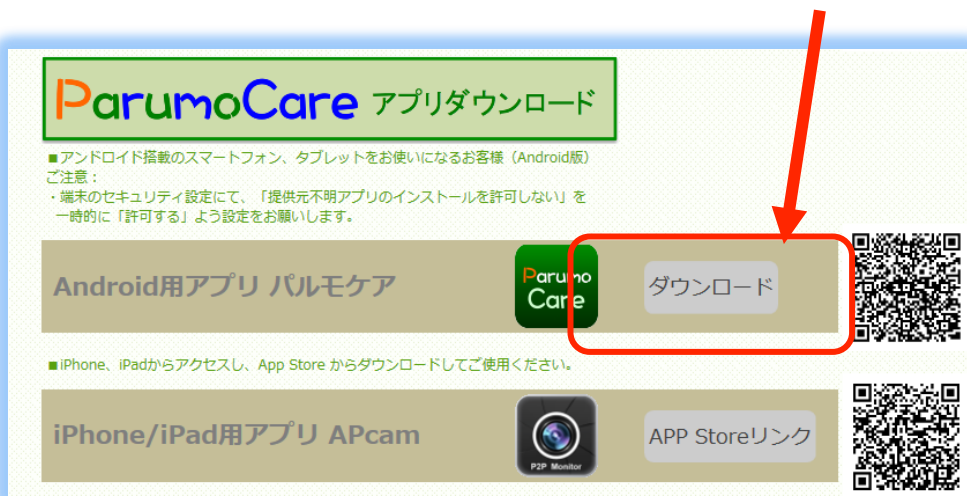 ParumoCare アプリダウンロード
■アンドロイド搭載のスマートフォン、タブレットをお使いになるお客様（Android版）
ご注意：
・端末のセキュリティ設定にて、「提供元不明アプリのインストールを許可しない」を
一時的に「許可する」よう設定をお願いします。
Android用アプリ パルモケア
Parumo
Care
ダウンロード
■iPhone、iPadからアクセスし、App Store からダウンロードしてご使用ください。
iPhone/iPad用アプリ APcam
P2P Monitor
APP Storeリンク